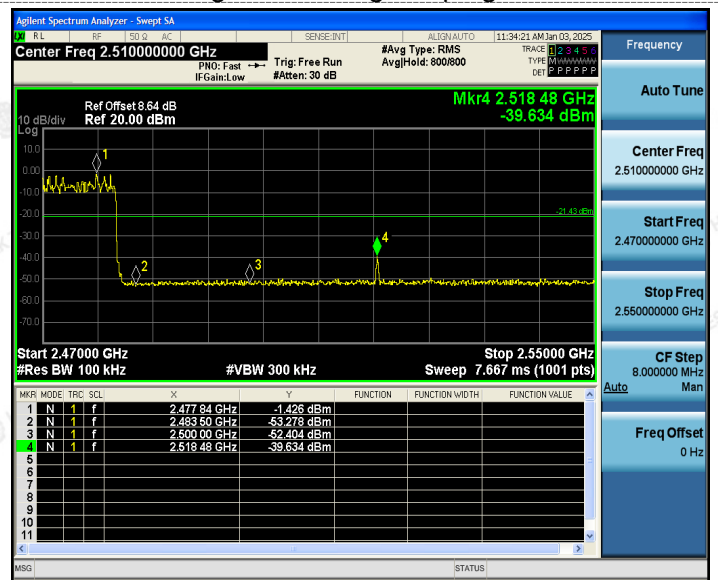 Agilent Spectrum Analyzer - Swept SA
LXI RL RF 50 Ω AC SENSE:INT ALIGNAUTO 11:34:21 AM Jan 03, 2025
Center Freq 2.510000000 GHz #Avg Type: RMS TRACE 1 2 3 4 5 6
PNO: Fast Trig: Free Run Avg|Hold: 800/800 TYPE MWWWWW
IFGain:Low #Atten: 30 dB DET P P P P P P
Mkr4 2.518 48 GHz
-39.634 dBm
Ref Offset 8.64 dB
10 dB/div Ref 20.00 dBm
Log
10.0
0.00
-10.0
-20.0
-30.0
-40.0
-50.0
-60.0
-70.0
1
2
3
4
-21.43 dBm
Start 2.47000 GHz Stop 2.55000 GHz
#Res BW 100 kHz #VBW 300 kHz Sweep 7.667 ms (1001 pts)
MKR MODE TRC SCL X Y FUNCTION FUNCTION WIDTH FUNCTION VALUE
1 N 1 f 2.477 84 GHz -1.426 dBm
2 N 1 f 2.483 50 GHz -53.278 dBm
3 N 1 f 2.500 00 GHz -52.404 dBm
4 N 1 f 2.518 48 GHz -39.634 dBm
5
6
7
8
9
10
11
MSG STATUS
Frequency
Auto Tune
Center Freq
2.510000000 GHz
Start Freq
2.470000000 GHz
Stop Freq
2.550000000 GHz
CF Step
8.000000 MHz
Auto Man
Freq Offset
0 Hz